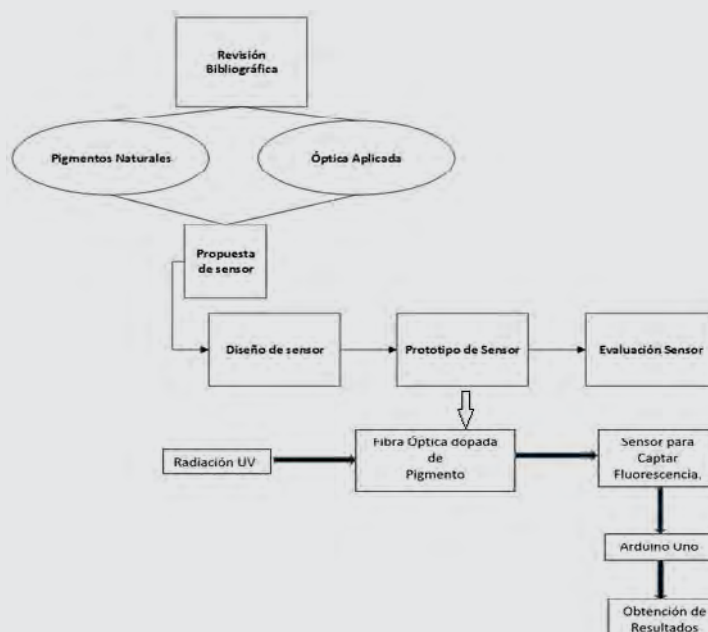 Revisión
Bibliográfica
Pigmentos Naturales
Óptica Aplicada
Propuesta
de sensor
Diseño de sensor
Prototipo de Sensor
Evaluación Sensor
Radiación UV
Fibra Óptica dopada
de
Pigmento
Sensor para
Captar
Fluorescencia.
Arduino Uno
Obtención de
Resultados